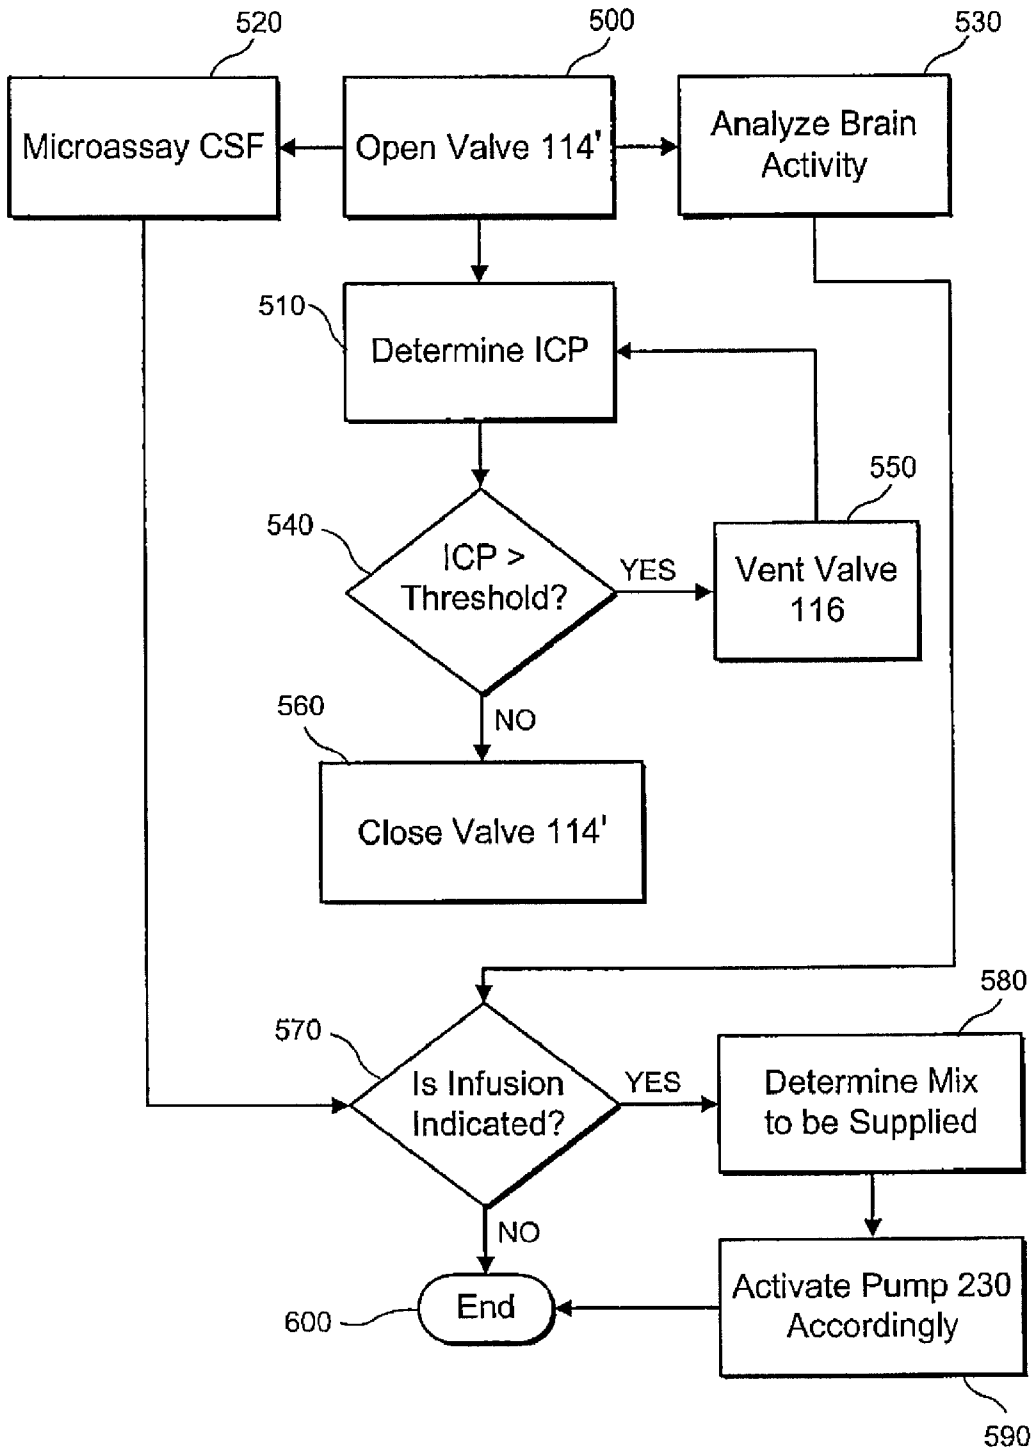 520
500
530
Microassay CSF
Open Valve 114'
Analyze Brain
Activity
510
Determine ICP
550
540
ICP >
Threshold?
YES
Vent Valve
116
NO
560
Close Valve 114'
580
570
Is Infusion
Indicated?
YES
Determine Mix
to be Supplied
NO
600
End
Activate Pump 230
Accordingly
590